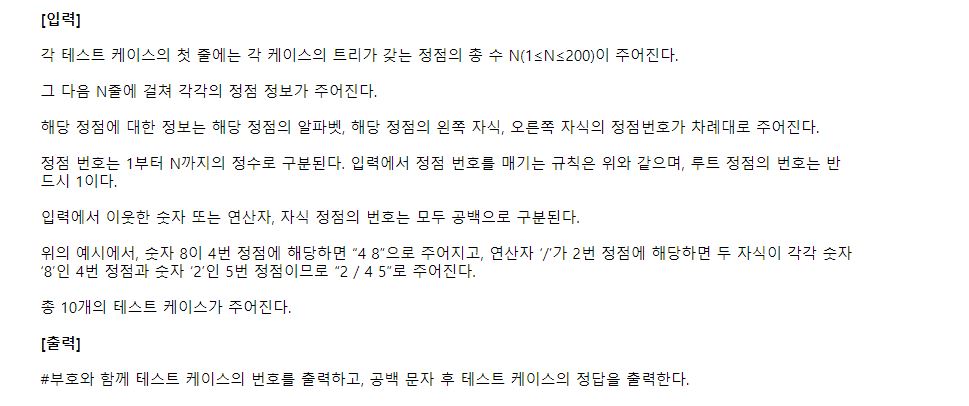 [입력]
각 테스트 케이스의 첫 줄에는 각 케이스의 트리가 갖는 정점의 총 수 N(1≤N≤200)이 주어진다.
그 다음 N줄에 걸쳐 각각의 정점 정보가 주어진다.
해당 정점에 대한 정보는 해당 정점의 알파벳, 해당 정점의 왼쪽 자식, 오른쪽 자식의 정점번호가 차례대로 주어진다.
정점 번호는 1부터 N까지의 정수로 구분된다. 입력에서 정점 번호를 매기는 규칙은 위와 같으며, 루트 정점의 번호는 반
드시 1이다.
입력에서 이웃한 숫자 또는 연산자, 자식 정점의 번호는 모두 공백으로 구분된다.
위의 예시에서, 숫자 8이 4번 정점에 해당하면 “4 8”으로 주어지고, 연산자 ‘/’가 2번 정점에 해당하면 두 자식이 각각 숫자
‘8’인 4번 정점과 숫자 ‘2’인 5번 정점이므로 “2 / 4 5”로 주어진다.
총 10개의 테스트 케이스가 주어진다.
[출력]
#부호와 함께 테스트 케이스의 번호를 출력하고, 공백 문자 후 테스트 케이스의 정답을 출력한다.